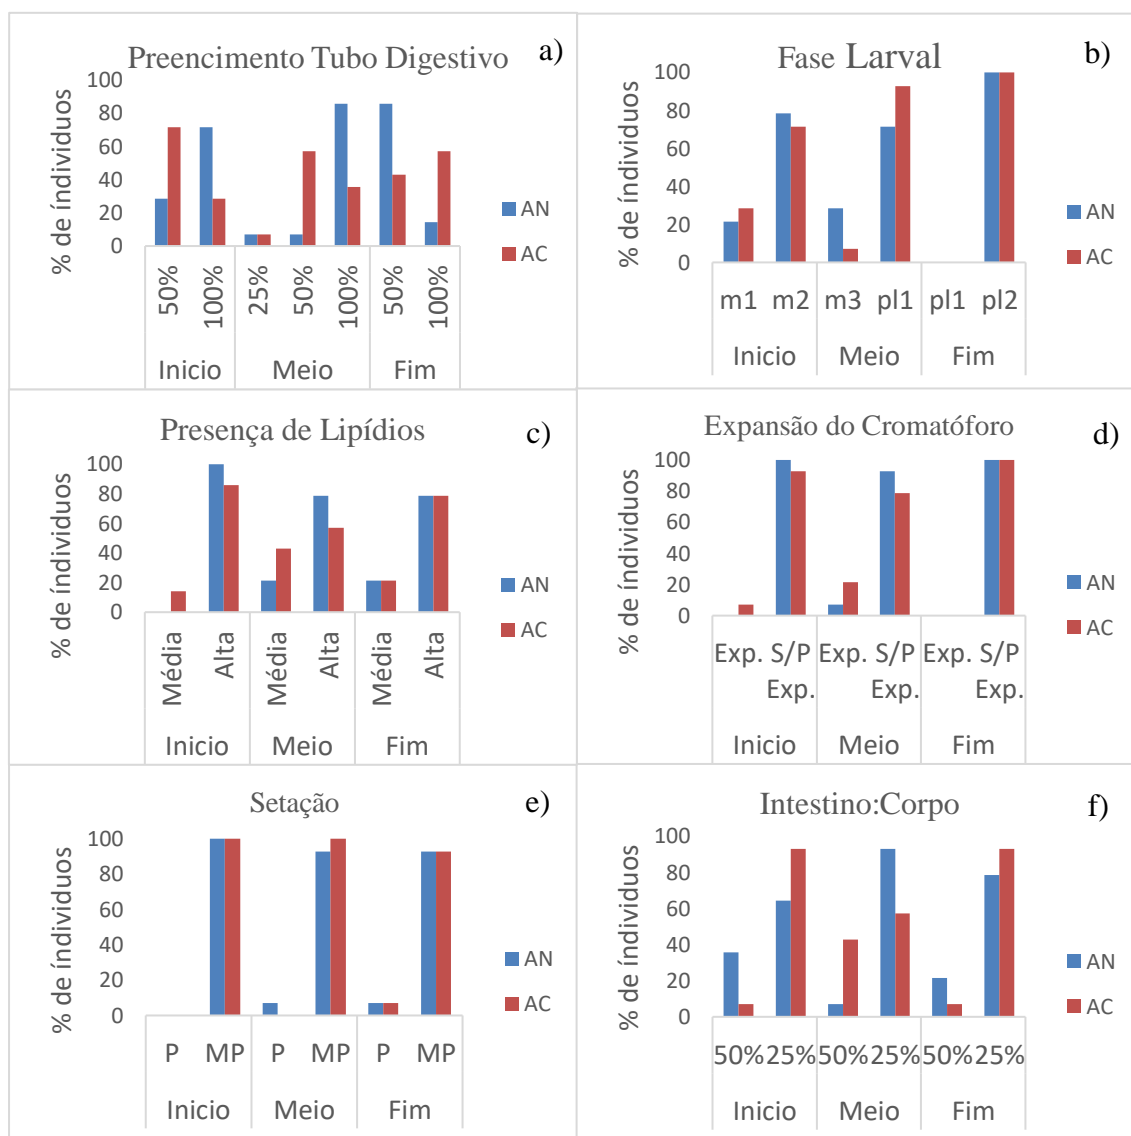 Preencimento Tubo Digestivo
a)
% de índividuos
100
80
60
40
20
0
50%
100%
25%
50%
100%
50%
100%
Inicio
Meio
Fim
AN
AC
Fase Larval
b)
% de índividuos
100
80
60
40
20
0
m1 m2 m3 pl1 pl1 pl2
Inicio
Meio
Fim
AN
AC
Presença de Lipídios
c)
% de índividuos
100
80
60
40
20
0
Média
Alta
Média
Alta
Média
Alta
Inicio
Meio
Fim
AN
AC
Expansão do Cromatóforo
d)
% de índividuos
100
80
60
40
20
0
Exp. S/P Exp. S/P Exp. S/P
Exp. Exp. Exp.
Inicio
Meio
Fim
AN
AC
Setação
e)
% de índividuos
100
80
60
40
20
0
P MP P MP P MP
Inicio
Meio
Fim
AN
AC
Intestino:Corpo
f)
% de índividuos
100
80
60
40
20
0
50% 25% 50% 25% 50% 25%
Inicio
Meio
Fim
AN
AC